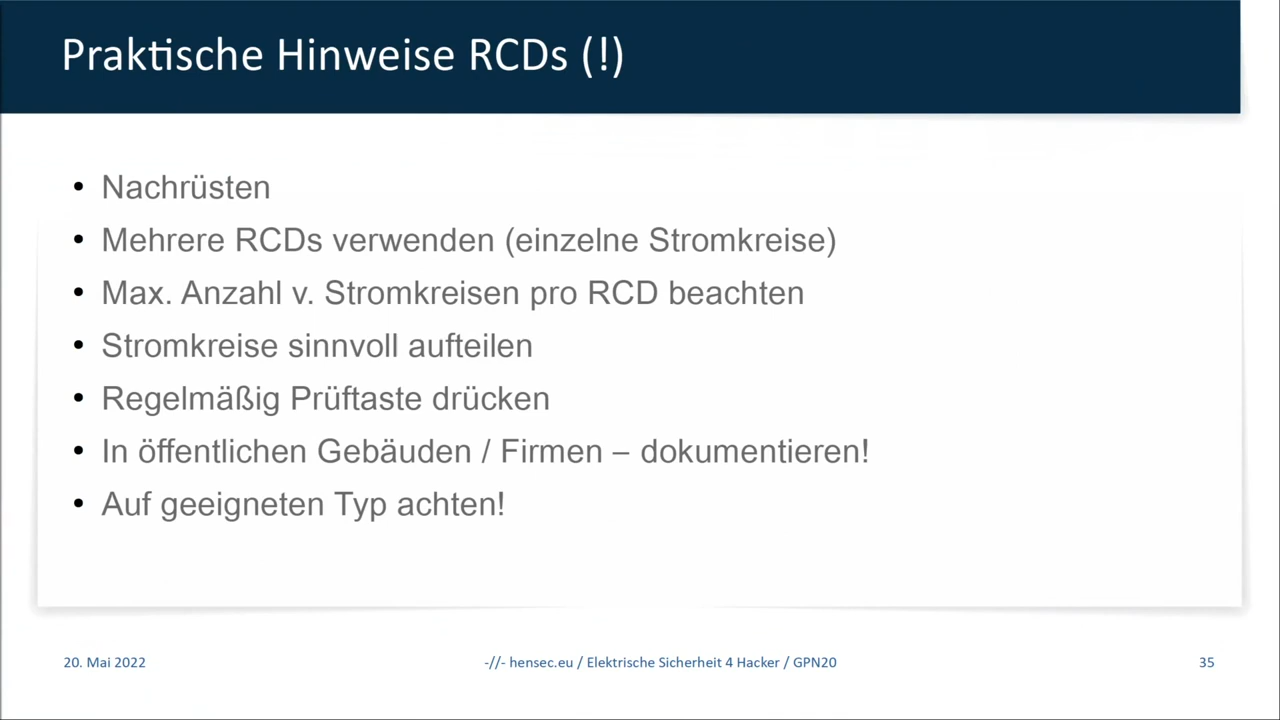 Praktische Hinweise RCDs (!)
• Nachrüsten
• Mehrere RCDs verwenden (einzelne Stromkreise)
• Max. Anzahl v. Stromkreisen pro RCD beachten
• Stromkreise sinnvoll aufteilen
• Regelmäßig Prüftaste drücken
• In öffentlichen Gebäuden / Firmen – dokumentieren!
• Auf geeigneten Typ achten!
20. Mai 2022
-//- hensec.eu / Elektrische Sicherheit 4 Hacker / GPN20
35